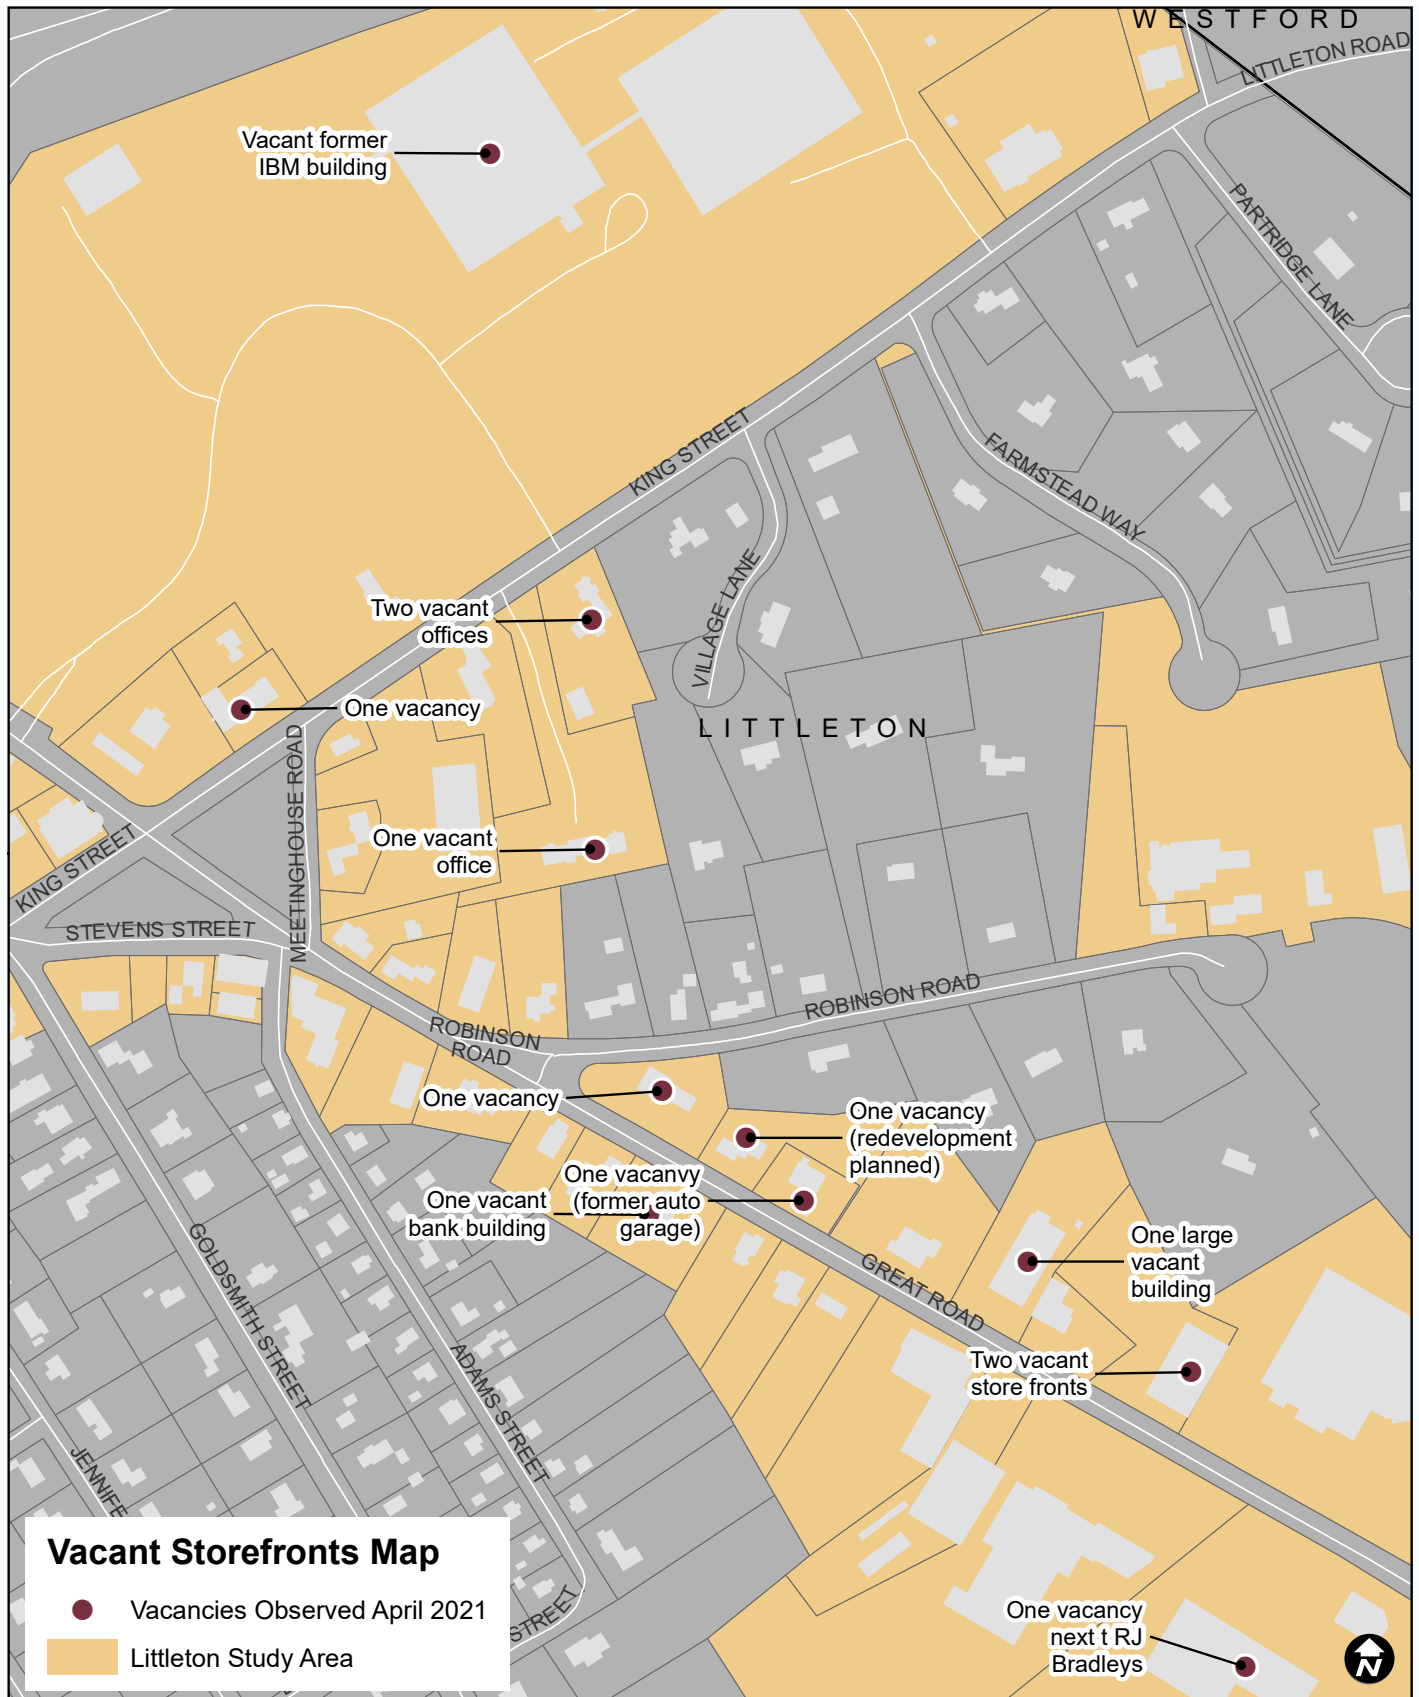 WESTFORD
LITTLETON ROAD
Vacant former
IBM building
PARTRIDGE LANE
KING STREET
FARMSTEAD WAY
VILLAGE LANE
Two vacant
offices
One vacancy
LITTLETON
MEETINGHOUSE ROAD
One vacant
office
KING STREET
STEVENS STREET
ROBINSON ROAD
ROBINSON
ROAD
One vacancy
One vacancy
(redevelopment
planned)
One vacanvy
(former auto
garage)
One vacant
bank building
One large
vacant
building
GREAT ROAD
GOLDSMITH STREET
ADAMS STREET
Two vacant
store fronts
JENNIFE
STREET
One vacancy
next t RJ
Bradleys
N
Vacant Storefronts Map
Vacancies Observed April 2021
Littleton Study Area